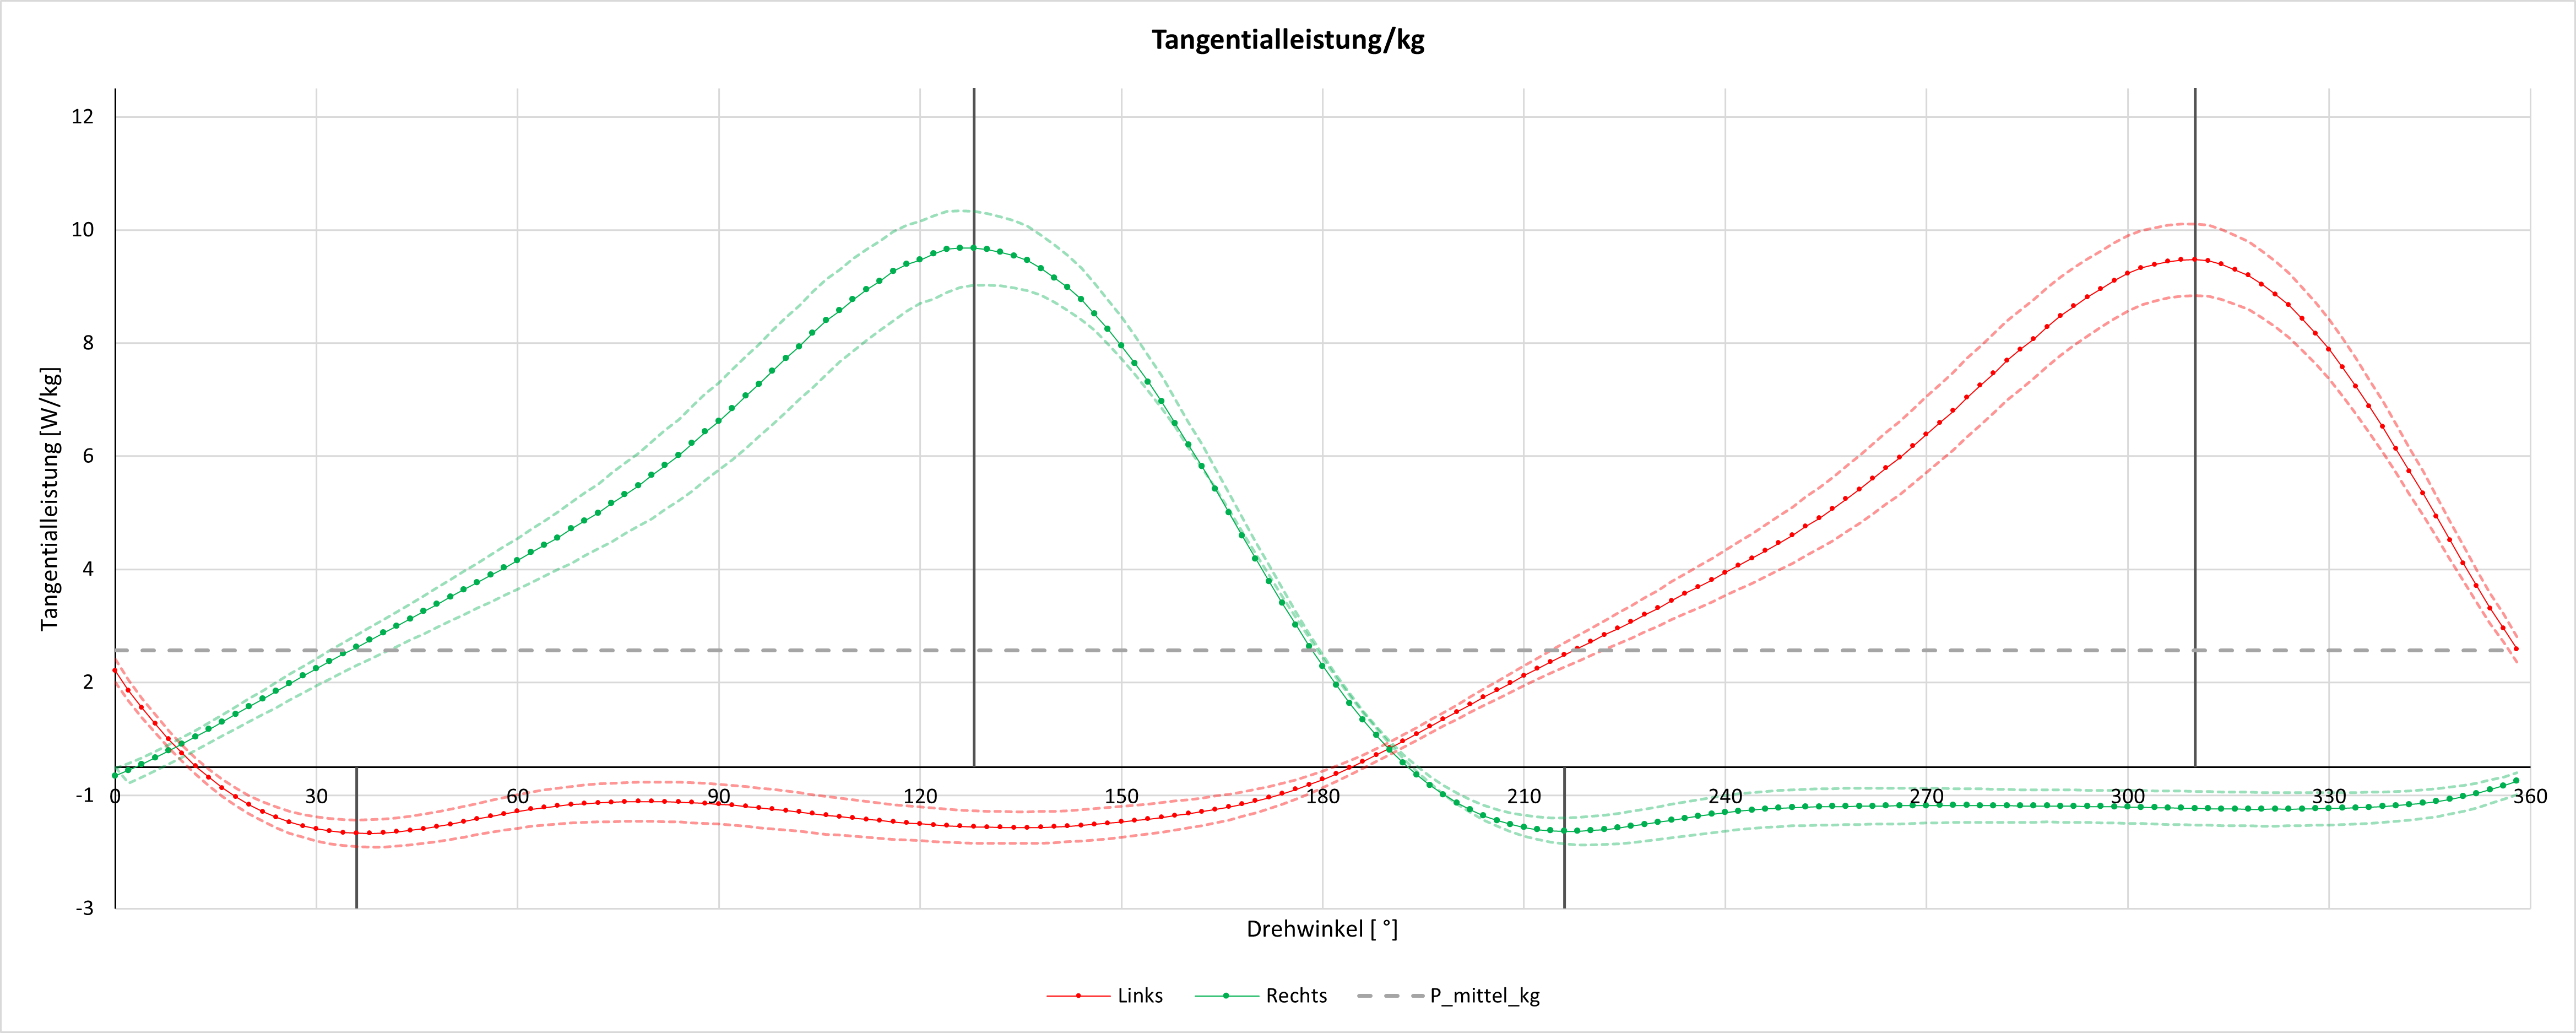 Tangentialleistung/kg
12
10
8
6
4
2
-1
-3
Tangentialleistung [W/kg]
0 30 60 90 120 150 180 210 240 270 300 330 360
Drehwinkel [ °]
Links Rechts P_mittel_kg